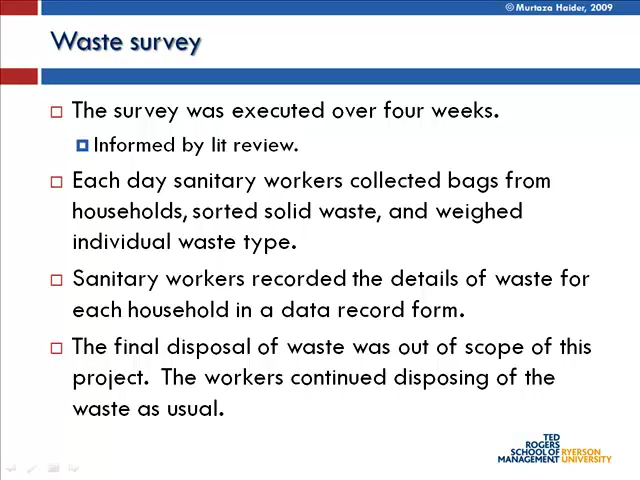 © Murtaza Haider, 2009
Waste survey
The survey was executed over four weeks.
Informed by lit review.
Each day sanitary workers collected bags from
households, sorted solid waste, and weighed
individual waste type.
Sanitary workers recorded the details of waste for
each household in a data record form.
The final disposal of waste was out of scope of this
project.  The workers continued disposing of the
waste as usual.
TED
ROGERS
SCHOOL OF RYERSON
MANAGEMENT UNIVERSITY